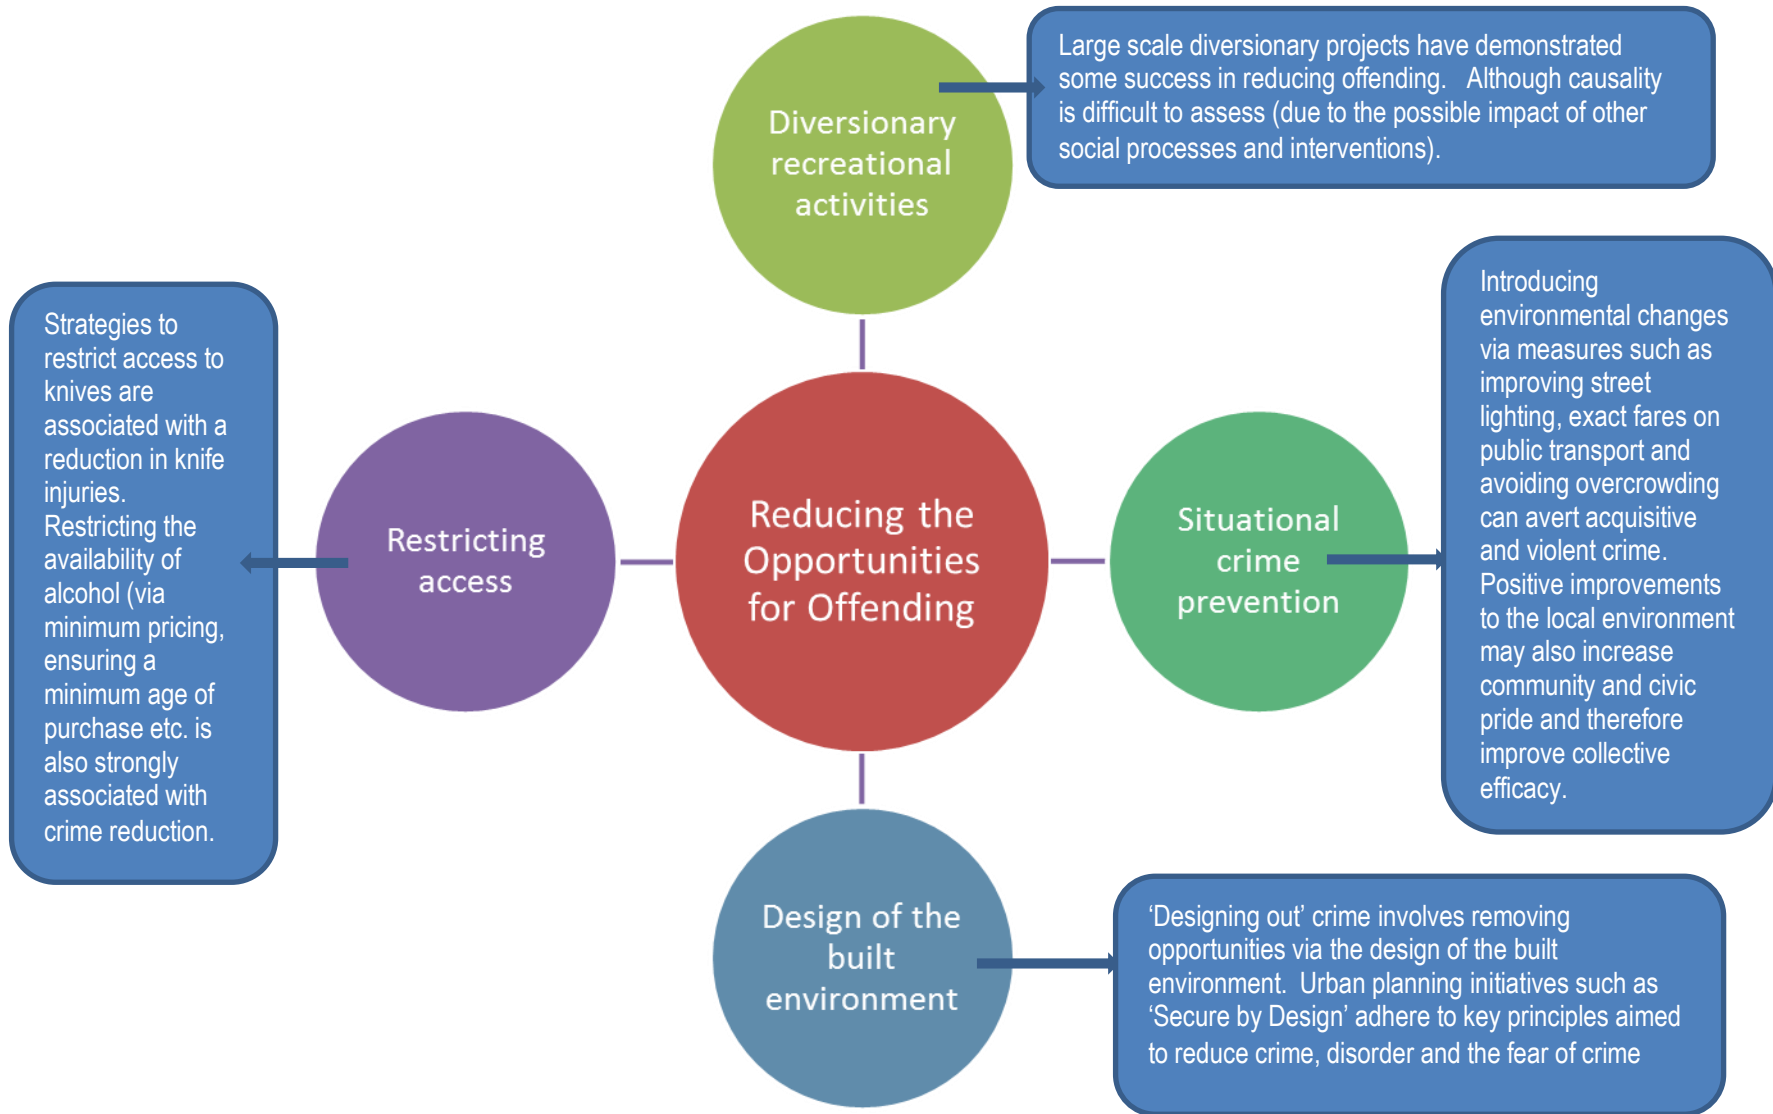 Diversionary
recreational
activities
Large scale diversionary projects have demonstrated
some success in reducing offending.   Although causality
is difficult to assess (due to the possible impact of other
social processes and interventions).
Strategies to
restrict access to
knives are
associated with a
reduction in knife
injuries.
Restricting the
availability of
alcohol (via
minimum pricing,
ensuring a
minimum age of
purchase etc. is
also strongly
associated with
crime reduction.
Restricting
access
Reducing the
Opportunities
for Offending
Situational
crime
prevention
Introducing
environmental changes
via measures such as
improving street
lighting, exact fares on
public transport and
avoiding overcrowding
can avert acquisitive
and violent crime.
Positive improvements
to the local environment
may also increase
community and civic
pride and therefore
improve collective
efficacy.
Design of the
built
environment
‘Designing out’ crime involves removing
opportunities via the design of the built
environment.  Urban planning initiatives such as
‘Secure by Design’ adhere to key principles aimed
to reduce crime, disorder and the fear of crime